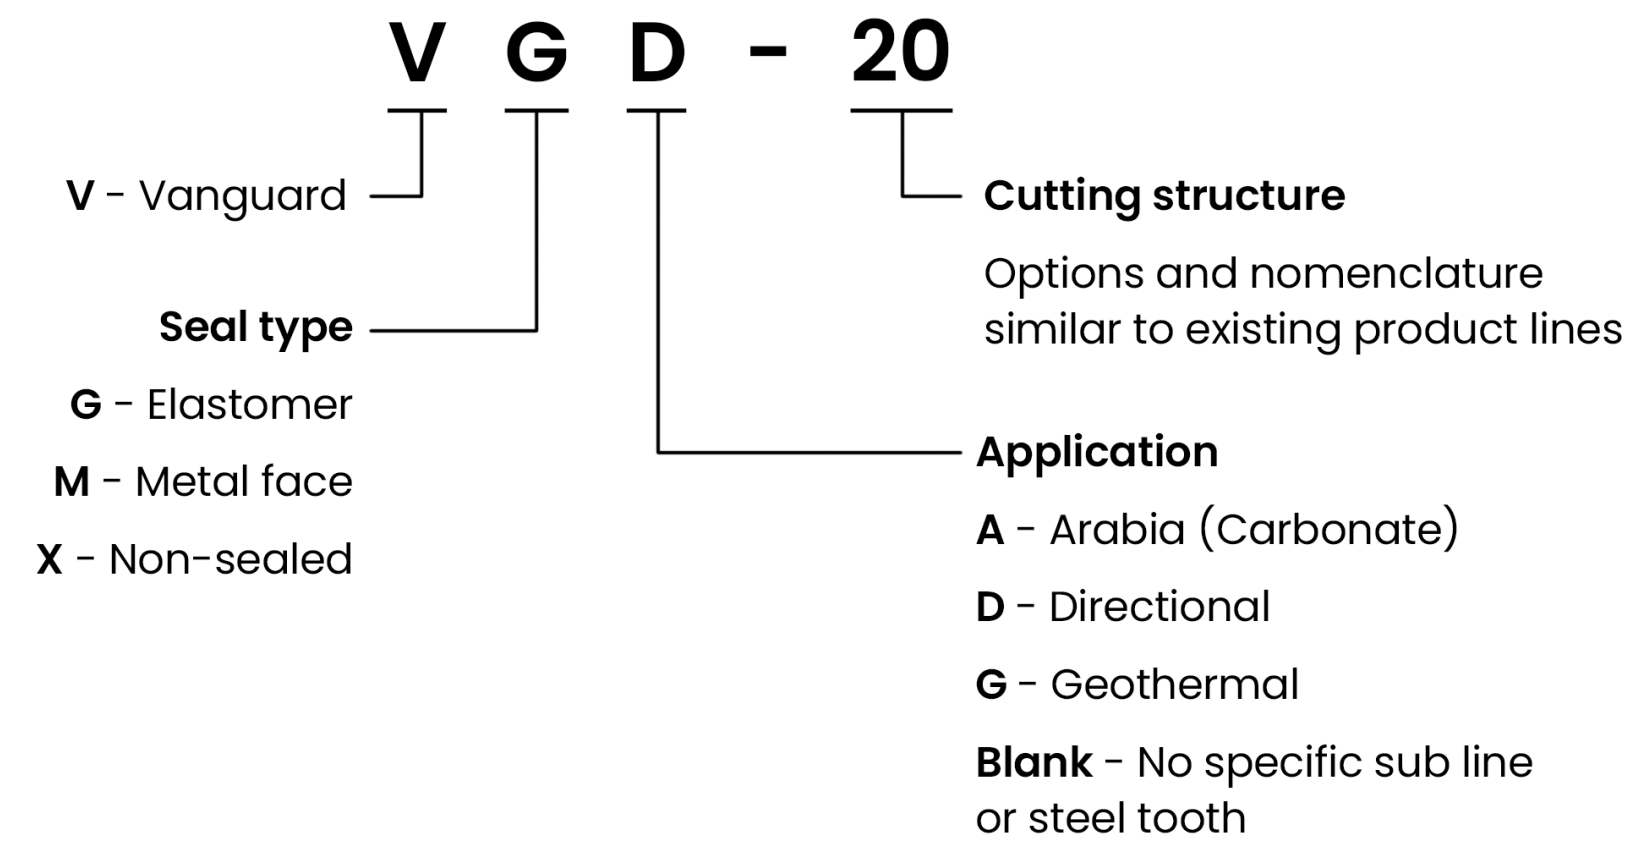 V G D - 20
V - Vanguard
Seal type
G - Elastomer
M - Metal face
X - Non-sealed
Cutting structure
Options and nomenclature
similar to existing product lines
Application
A - Arabia (Carbonate)
D - Directional
G - Geothermal
Blank - No specific sub line
or steel tooth